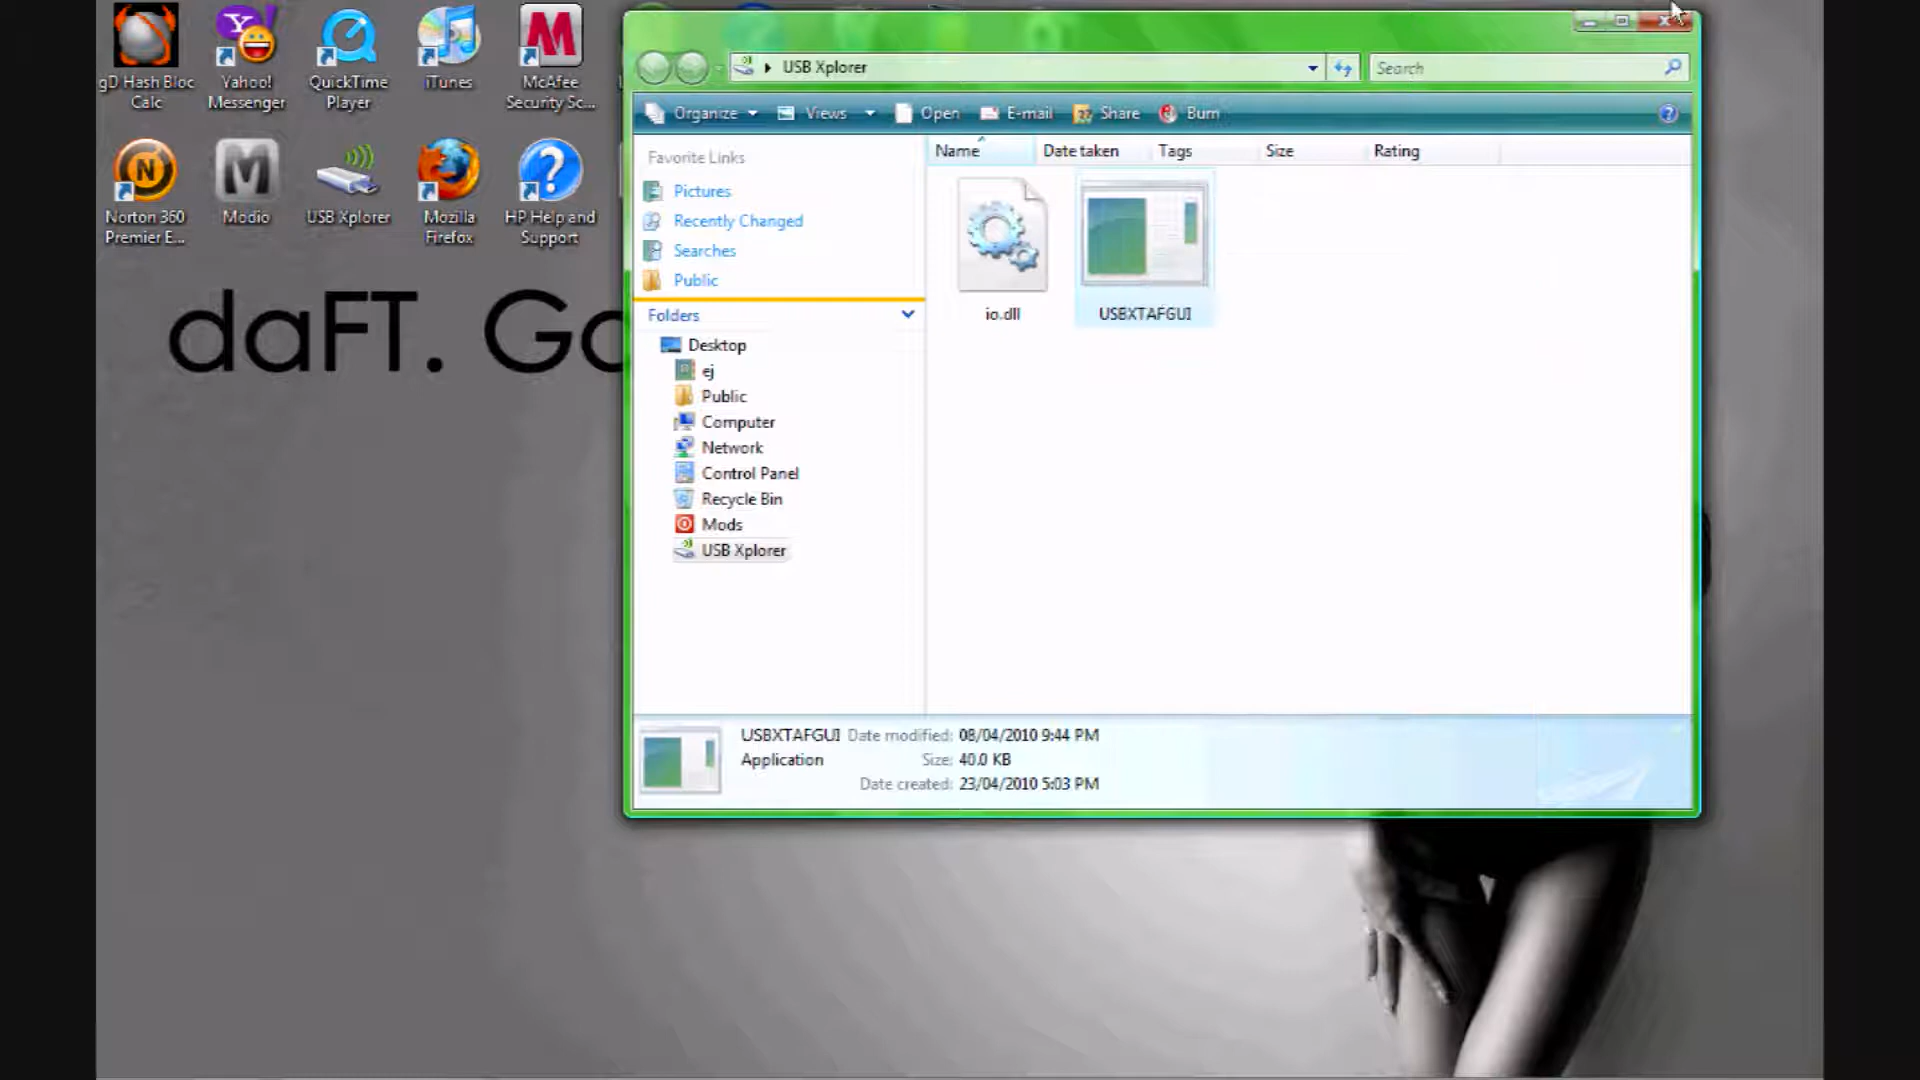 gD Hash Bloc
Calc
Yahoo!
Messenger
QuickTime
Player
iTunes
McAfee
Security Sc...
Norton 360
Premier E...
Modio
USB Xplorer
Mozilla
Firefox
HP Help and
Support
daFT. Go
USB Xplorer
Search
Organize
Views
Open
E-mail
Share
Burn
Favorite Links
Pictures
Recently Changed
Searches
Public
Folders
Desktop
ej
Public
Computer
Network
Control Panel
Recycle Bin
Mods
USB Xplorer
Name
Date taken
Tags
Size
Rating
io.dll
USBXTAFGUI
USBXTAFGUI Date modified: 08/04/2010 9:44 PM
Application Size: 40.0 KB
Date created: 23/04/2010 5:03 PM